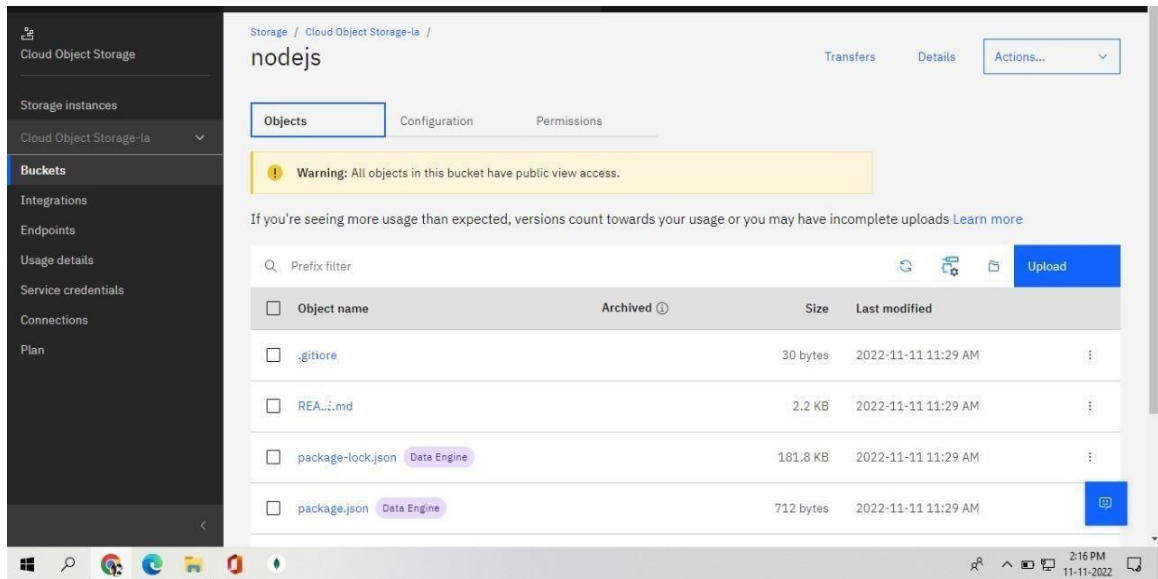 Cloud Object Storage
Storage instances
Cloud Object Storage-la
Buckets
Integrations
Endpoints
Usage details
Service credentials
Connections
Plan
Storage / Cloud Object Storage-la /
nodejs
Transfers Details Actions...
Objects Configuration Permissions
Warning: All objects in this bucket have public view access.
If you're seeing more usage than expected, versions count towards your usage or you may have incomplete uploads Learn more
Prefix filter Upload
Object name Archived Size Last modified
.gitiore 30 bytes 2022-11-11 11:29 AM
REA...md 2.2 KB 2022-11-11 11:29 AM
package-lock.json Data Engine 181.8 KB 2022-11-11 11:29 AM
package.json Data Engine 712 bytes 2022-11-11 11:29 AM
2:16 PM
11-11-2022